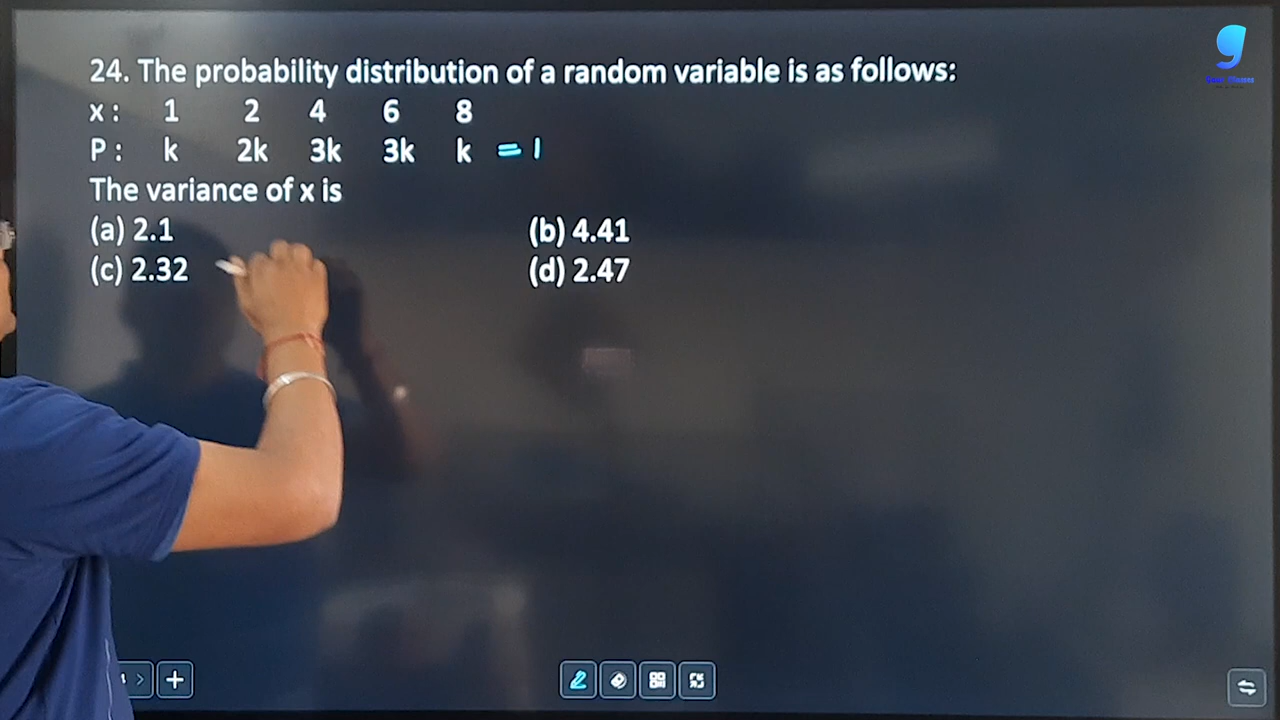 24. The probability distribution of a random variable is as follows:
x : 1 2 4 6 8
P : k 2k 3k 3k k = 1
The variance of x is
(a) 2.1 (b) 4.41
(c) 2.32 (d) 2.47